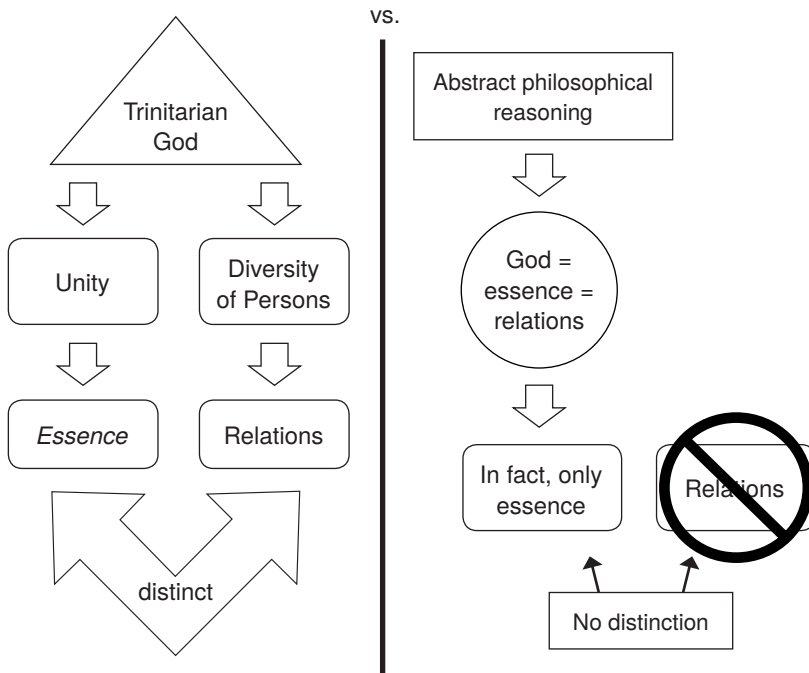 vs.
Trinitarian
God
Unity
Diversity
of Persons
Essence
Relations
distinct
Abstract philosophical
reasoning
God =
essence =
relations
In fact, only
essence
Relations
No distinction